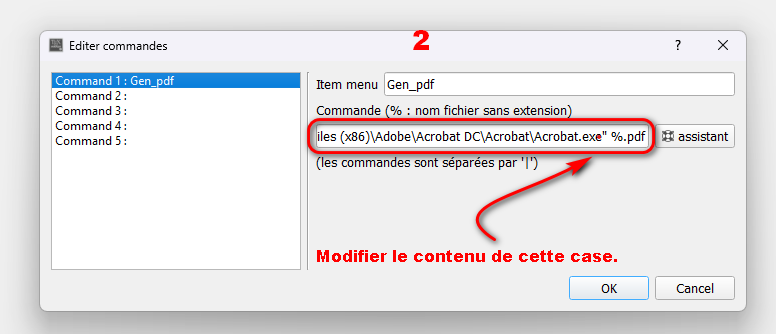 2
Editer commandes
? 
Command 1 : Gen_pdf
Command 2 :
Command 3 :
Command 4 :
Command 5 :
Item menu Gen_pdf
Commande (% : nom fichier sans extension)
iles (x86)\Adobe\Acrobat DC\Acrobat\Acrobat.exe" %.pdf
assistant
(les commandes sont séparées par '|')
Modifier le contenu de cette case.
OK
Cancel